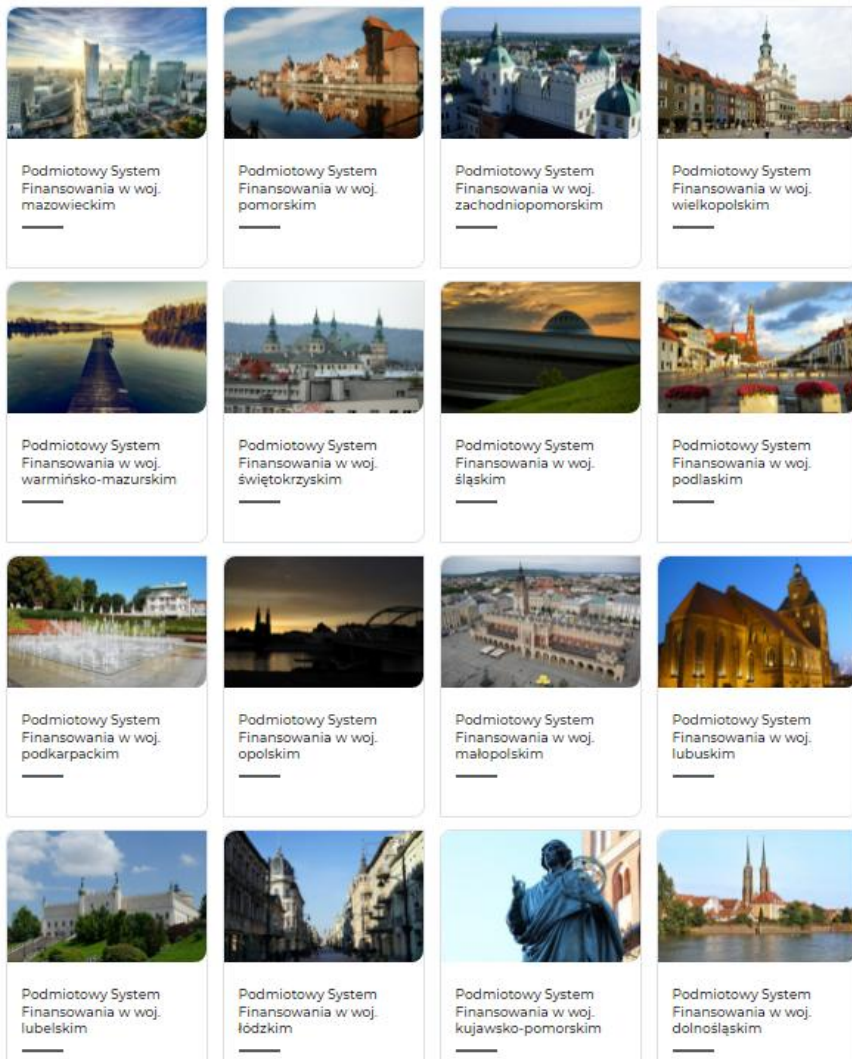 Podmiotowy System
Finansowania w woj.
mazowieckim
Podmiotowy System
Finansowania w woj.
pomorskim
Podmiotowy System
Finansowania w woj.
zachodniopomorskim
Podmiotowy System
Finansowania w woj.
wielkopolskim
Podmiotowy System
Finansowania w woj.
warmińsko-mazurskim
Podmiotowy System
Finansowania w woj.
świętokrzyskim
Podmiotowy System
Finansowania w woj.
śląskim
Podmiotowy System
Finansowania w woj.
podlaskim
Podmiotowy System
Finansowania w woj.
podkarpackim
Podmiotowy System
Finansowania w woj.
opolskim
Podmiotowy System
Finansowania w woj.
małopolskim
Podmiotowy System
Finansowania w woj.
lubuskim
Podmiotowy System
Finansowania w woj.
lubelskim
Podmiotowy System
Finansowania w woj.
łódzkim
Podmiotowy System
Finansowania w woj.
kujawsko-pomorskim
Podmiotowy System
Finansowania w woj.
dolnośląskim